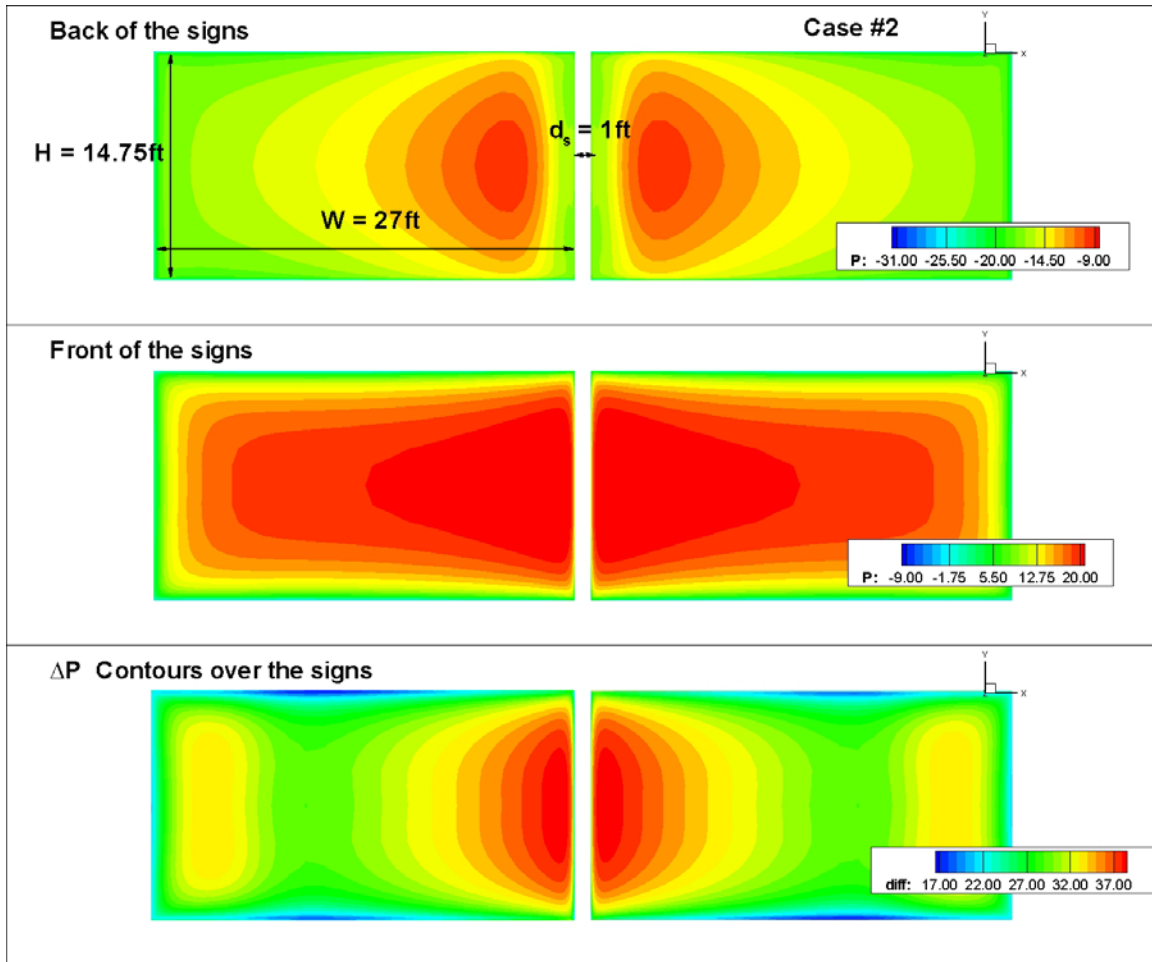 Back of the signs
Case #2
Y
X
H = 14.75ft
ds = 1ft
W = 27ft
P: -31.00 -25.50 -20.00 -14.50 -9.00
Front of the signs
Y
X
P: -9.00 -1.75 5.50 12.75 20.00
ΔP Contours over the signs
Y
X
diff: 17.00 22.00 27.00 32.00 37.00